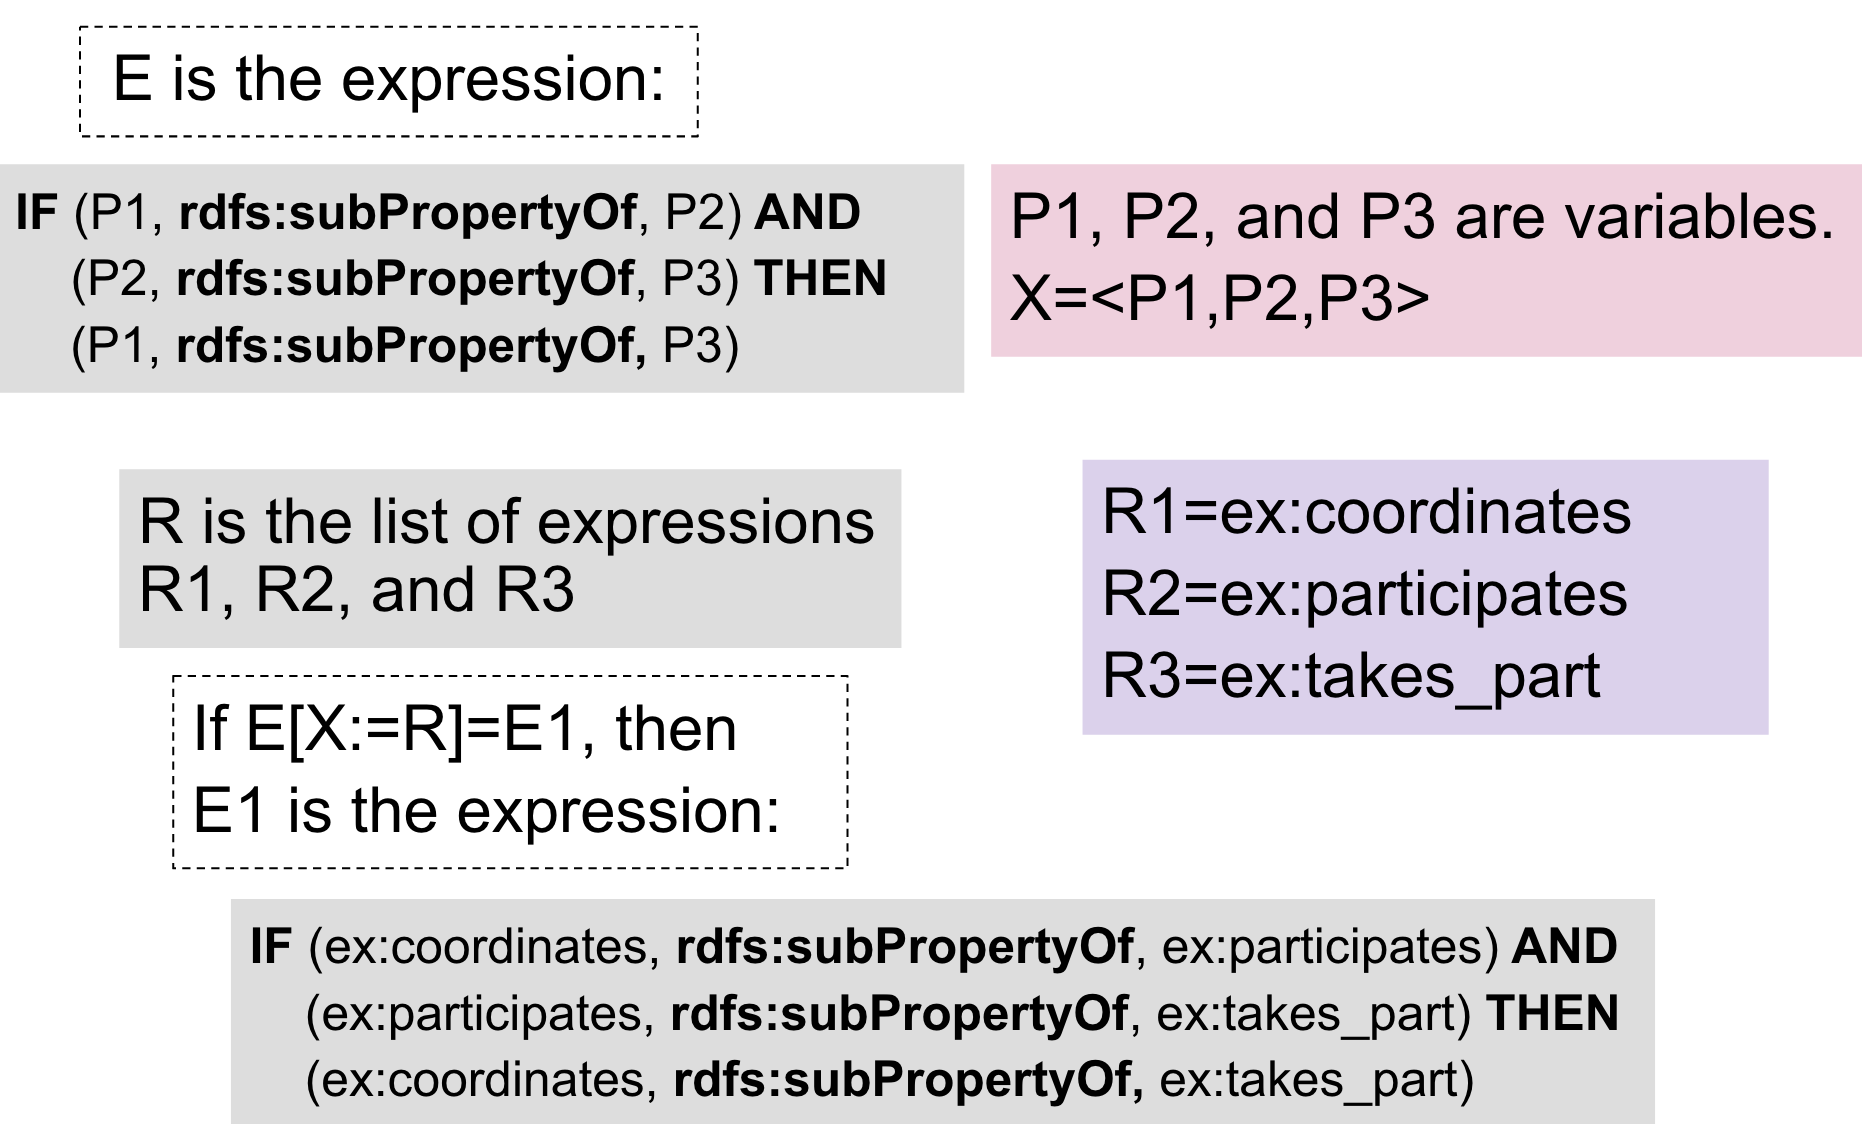 E is the expression:
IF (P1, rdfs:subPropertyOf, P2) AND
(P2, rdfs:subPropertyOf, P3) THEN
(P1, rdfs:subPropertyOf, P3)
P1, P2, and P3 are variables.
X=<P1,P2,P3>
R is the list of expressions
R1, R2, and R3
R1=ex:coordinates
R2=ex:participates
R3=ex:takes_part
If E[X:=R]=E1, then
E1 is the expression:
IF (ex:coordinates, rdfs:subPropertyOf, ex:participates) AND
(ex:participates, rdfs:subPropertyOf, ex:takes_part) THEN
(ex:coordinates, rdfs:subPropertyOf, ex:takes_part)